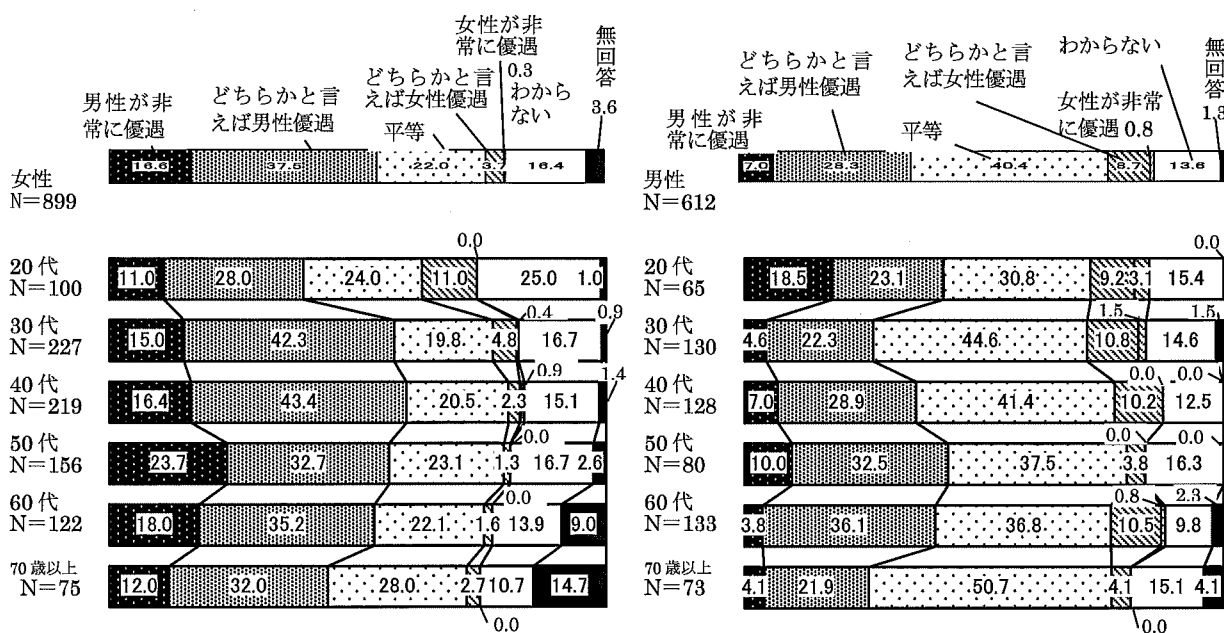 女性が非
常に優遇
0.3
わから
ない
無回答
3.6
どちらかと言
えば女性優遇
どちらかと言
えば男性優遇
男性が非
常に優遇
平等
16.6 37.5 22.0 3.7 16.4
女性
N=899
0.0
20代
N=100
11.0 28.0 24.0 11.0 25.0 1.0
0.4 0.9
30代
N=227
15.0 42.3 19.8 4.8 16.7
0.9 1.4
40代
N=219
16.4 43.4 20.5 2.3 15.1
0.0
50代
N=156
23.7 32.7 23.1 1.3 16.7 2.6
0.0
60代
N=122
18.0 35.2 22.1 1.6 13.9 9.0
70歳以上
N=75
12.0 32.0 28.0 2.7 10.7 14.7
0.0
どちらかと言
えば男性優遇
どちらかと言
えば女性優遇
わからない
無回答
1.3
男性が非
常に優遇
平等
女性が非常
に優遇 0.8
7.0 28.3 40.4 8.7 13.6
男性
N=612
0.0
20代
N=65
18.5 23.1 30.8 9.2 3.1 15.4
1.5 1.5
30代
N=130
4.6 22.3 44.6 10.8 14.6
0.0 0.0
40代
N=128
7.0 28.9 41.4 10.2 12.5
0.0 0.0
50代
N=80
10.0 32.5 37.5 3.8 16.3
0.8 2.3
60代
N=133
3.8 36.1 36.8 10.5 9.8
70歳以上
N=73
4.1 21.9 50.7 4.1 15.1 4.1
0.0